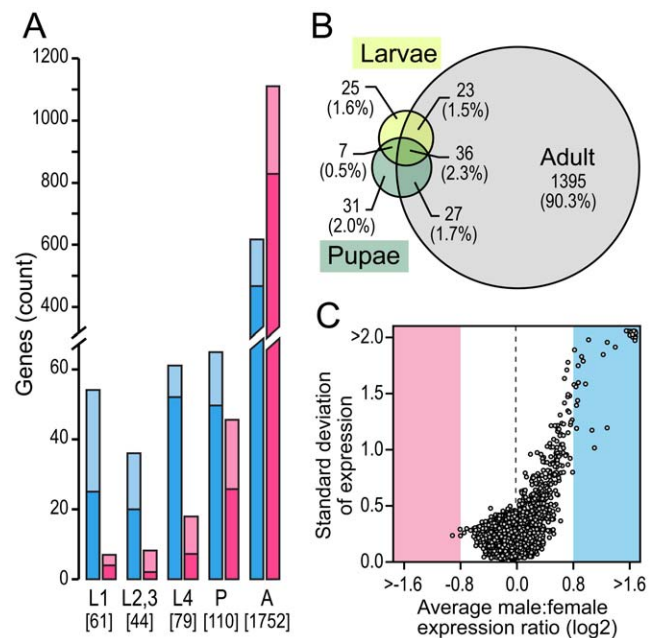 A
1200
1000
800
600
400
60
40
20
0
Genes (count)
L1
[61]
L2,3
[44]
L4
[79]
P
[110]
A
[1752]
B
Larvae
25
(1.6%)
23
(1.5%)
7
(0.5%)
36
(2.3%)
Adult
1395
(90.3%)
31
(2.0%)
27
(1.7%)
Pupae
C
>2.0
1.5
1.0
0.5
0.0
Standard deviation
of expression
>-1.6
-0.8
0.0
0.8
>1.6
Average male:female
expression ratio (log2)